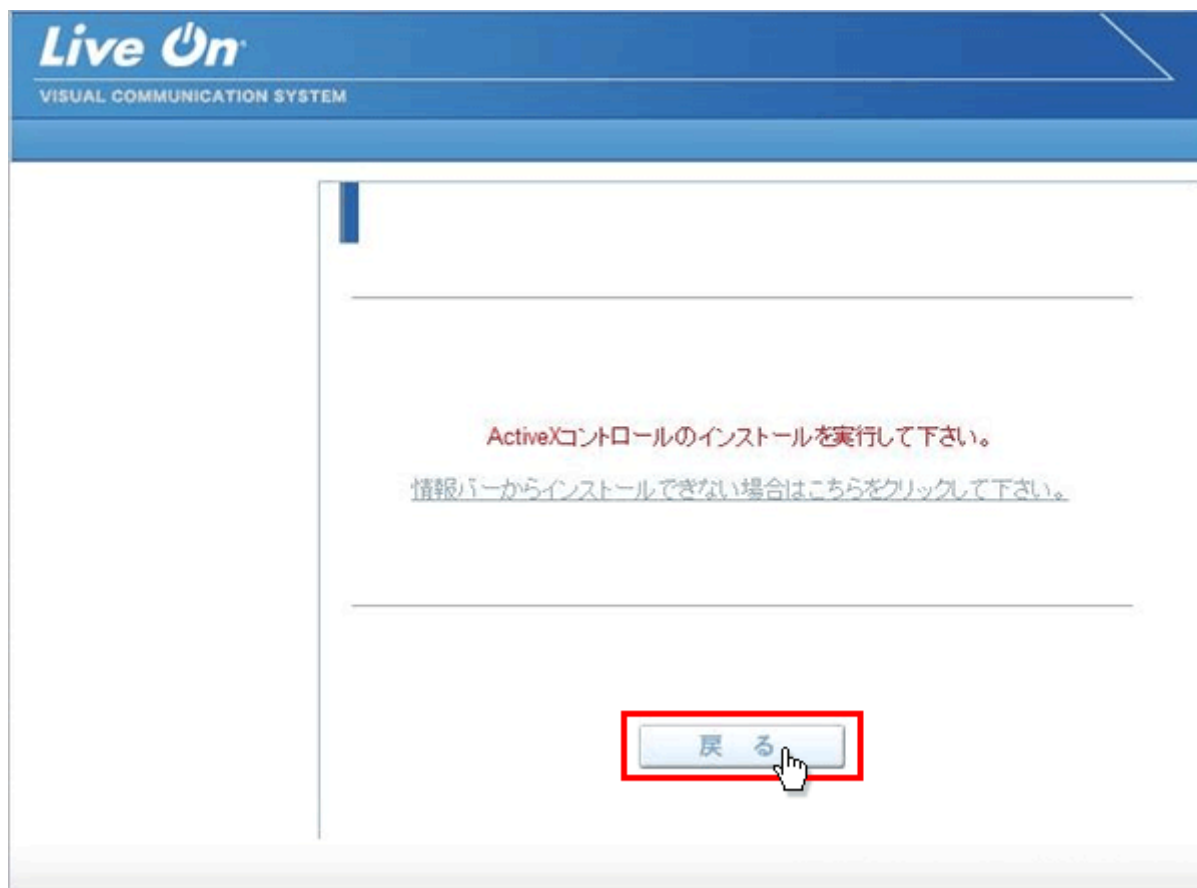 Live On
VISUAL COMMUNICATION SYSTEM
ActiveXコントロールのインストールを実行して下さい。
情報バーからインストールできない場合はこちらをクリックして下さい。
戻 る